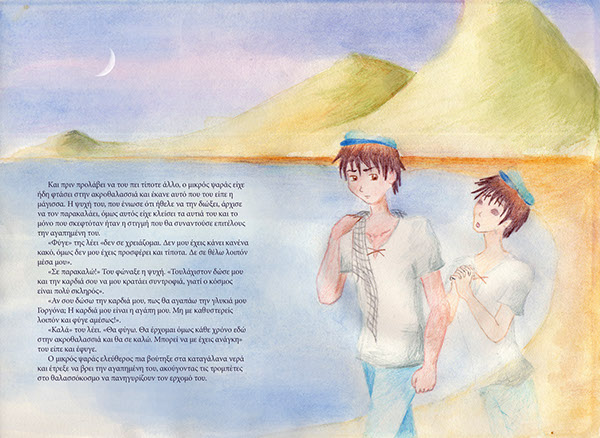 Και πριν προλάβει να του πει τίποτε άλλο, ο μικρός ψαράς είχε
ήδη φτάσει στην ακροθαλασσιά και έκανε αυτό που του είπε η
μάγισσα. Η ψυχή του, που ένιωσε ότι ήθελε να την διώξει, άρχισε
να τον παρακαλάει, όμως αυτός είχε κλείσει τα αυτιά του και το
μόνο που σκεφτόταν ήταν η στιγμή που θα συναντούσε επιτέλους
την αγαπημένη του.
«Φύγε» της λέει «δεν σε χρειάζομαι. Δεν μου έχεις κάνει κανένα
κακό, όμως δεν μου έχεις προσφέρει και τίποτε. Δε σε θέλω λοιπόν
μέσα μου».
«Σε παρακαλώ!» Του φώναξε η ψυχή. «Τουλάχιστον δώσε μου
και την καρδιά σου να μου κρατάει συντροφιά, γιατί ο κόσμος
είναι πολύ σκληρός».
«Αν σου δώσω την καρδιά μου, πως θα αγαπάω την γλυκιά μου
Γοργόνα; Η καρδιά μου είναι η αγάπη μου. Μη με καθυστερείς
λοιπόν και φύγε αμέσως!».
«Καλά» του λέει. «Θα φύγω. Θα έρχομαι όμως κάθε χρόνο εδώ
στην ακροθαλασσιά και θα σε καλώ. Μπορεί να με έχεις ανάγκη»
του είπε και έφυγε.
Ο μικρός ψαράς ελεύθερος πια βούτηξε στα καταγάλανα νερά
και έτρεξε να βρει την αγαπημένη του, ακούγοντας τις τρομπέτες
στο θαλασσόκοσμο να πανηγυρίζουν τον ερχομό του.